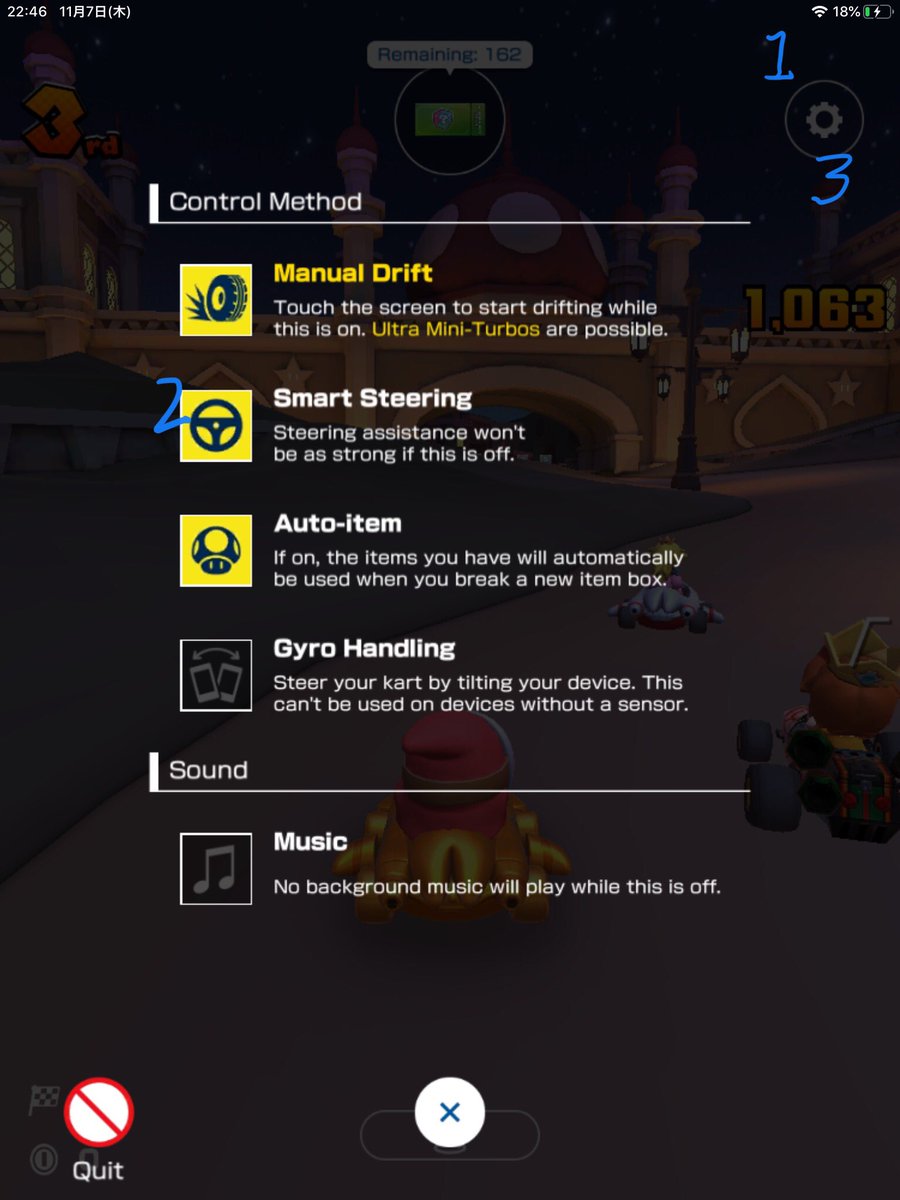 22:46 11月7日(木) 18%
1
Remaining: 162
3rd
3
Control Method
Manual Drift
Touch the screen to start drifting while
this is on. Ultra Mini-Turbos are possible.
1,063
2
Smart Steering
Steering assistance won't
be as strong if this is off.
Auto-item
If on, the items you have will automatically
be used when you break a new item box.
Gyro Handling
Steer your kart by tilting your device. This
can't be used on devices without a sensor.
Sound
Music
No background music will play while this is off.
Quit